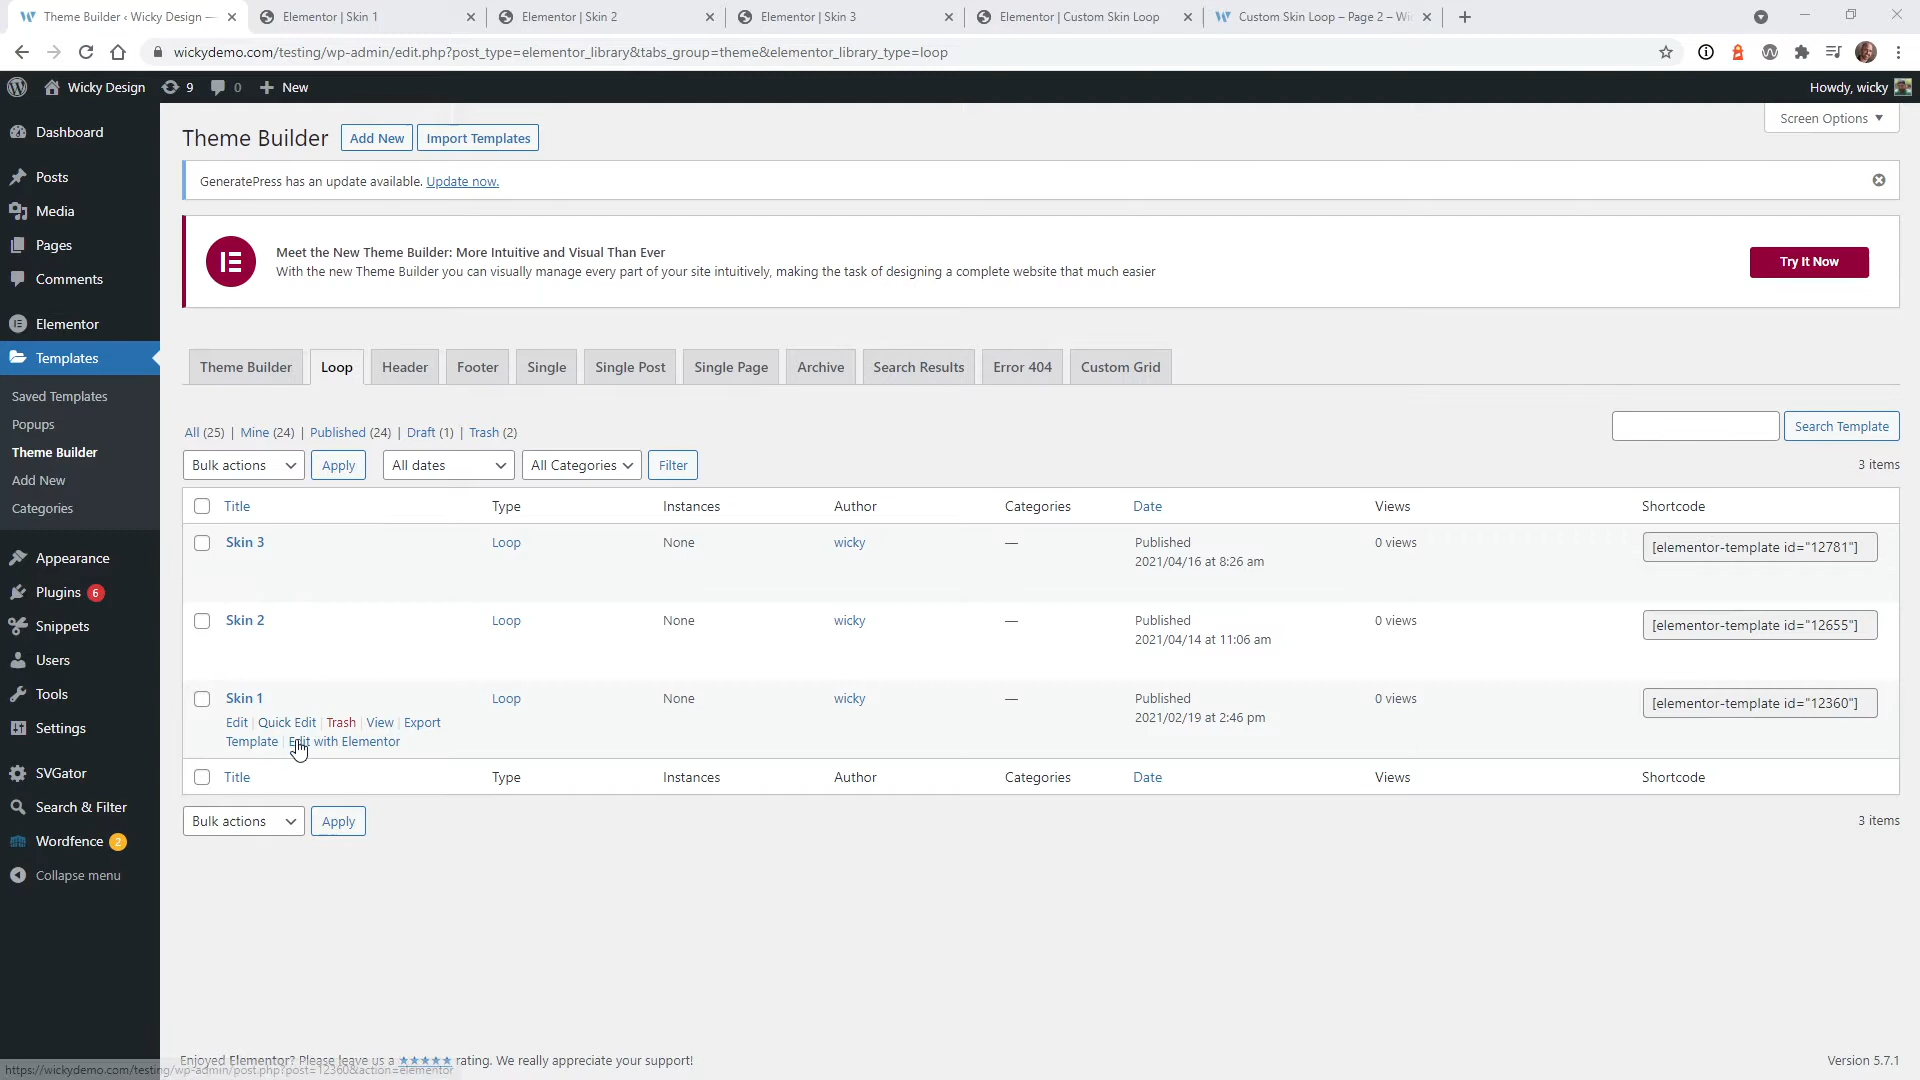 Theme Builder ‹ Wicky Design —
Elementor | Skin 1
Elementor | Skin 2
Elementor | Skin 3
Elementor | Custom Skin Loop
Custom Skin Loop – Page 2 – Wi
wickydemo.com/testing/wp-admin/edit.php?post_type=elementor_library&tabs_group=theme&elementor_library_type=loop
Wicky Design
9
0
New
Howdy, wicky
Dashboard
Posts
Media
Pages
Comments
Elementor
Templates
Saved Templates
Popups
Theme Builder
Add New
Categories
Appearance
Plugins 6
Snippets
Users
Tools
Settings
SVGator
Search & Filter
Wordfence 2
Collapse menu
Screen Options
Theme Builder
Add New
Import Templates
GeneratePress has an update available. Update now.
Meet the New Theme Builder: More Intuitive and Visual Than Ever
With the new Theme Builder you can visually manage every part of your site intuitively, making the task of designing a complete website that much easier
Try It Now
Theme Builder
Loop
Header
Footer
Single
Single Post
Single Page
Archive
Search Results
Error 404
Custom Grid
All (25) | Mine (24) | Published (24) | Draft (1) | Trash (2)
Search Template
Bulk actions
Apply
All dates
All Categories
Filter
3 items
Title Type Instances Author Categories Date Views Shortcode
Skin 3 Loop None wicky — Published 0 views [elementor-template id="12781"]
2021/04/16 at 8:26 am
Skin 2 Loop None wicky — Published 0 views [elementor-template id="12655"]
2021/04/14 at 11:06 am
Skin 1 Loop None wicky — Published 0 views [elementor-template id="12360"]
2021/02/19 at 2:46 pm
Edit | Quick Edit | Trash | View | Export
Template | Edit with Elementor
Title Type Instances Author Categories Date Views Shortcode
Bulk actions
Apply
3 items
Enjoyed Elementor? Please leave us a ★★★★★ rating. We really appreciate your support!
Version 5.7.1
https://wickydemo.com/testing/wp-admin/post.php?post=12360&action=elementor